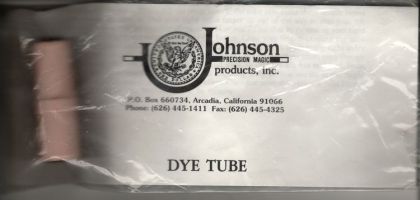 Johnson
PRECISION MAGIC
products, inc.
P.O. Box 660734, Arcadia, California 91066
Phone: (626) 445-1411 Fax: (626) 445-4325
DYE TUBE